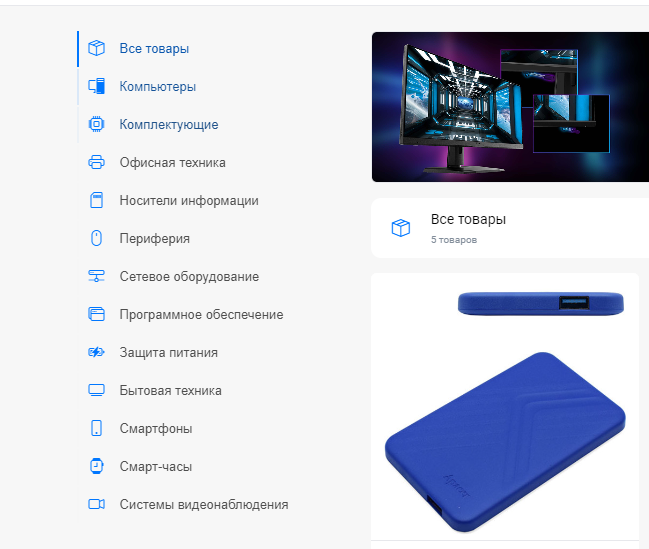 Все товары
Компьютеры
Комплектующие
Офисная техника
Носители информации
Периферия
Сетевое оборудование
Программное обеспечение
Защита питания
Бытовая техника
Смартфоны
Смарт-часы
Системы видеонаблюдения
Все товары
5 товаров
Apacer